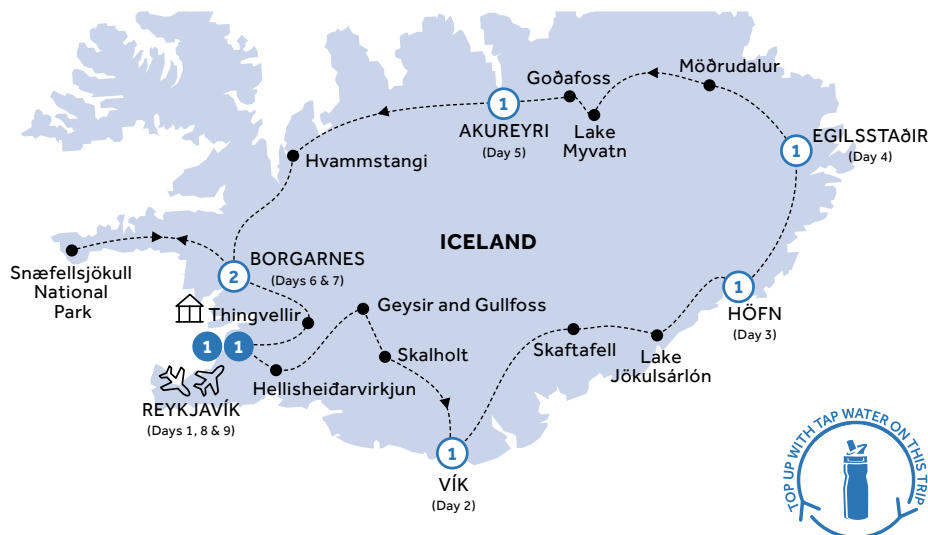 Goðafoss
Möðrudalur
1
AKUREYRI
(Day 5)
Lake
Myvatn
EGILSSTAðIR
1
(Day 4)
Hvammstangi
ICELAND
Snæfellsjökull
National
Park
BORGARNES
2
(Days 6 & 7)
1
HÖFN
(Day 3)
Thingvellir
Geysir and Gullfoss
1
1
Skalholt
Skaftafell
Lake
Jökulsárlón
Hellisheiðarvirkjun
REYKJAVÍK
(Days 1, 8 & 9)
1
VÍK
(Day 2)
TOP UP WITH TAP WATER ON THIS TRIP